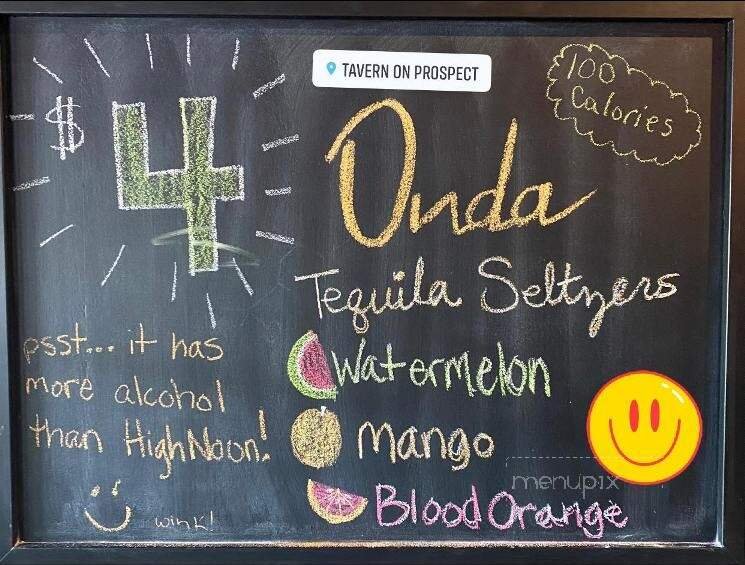 TAVERN ON PROSPECT
100
Calories
$4
Onda
Tequila Seltzers
psst... it has
more alcohol
than HighNoon!
wink!
Watermelon
mango
Blood Orange
menupix